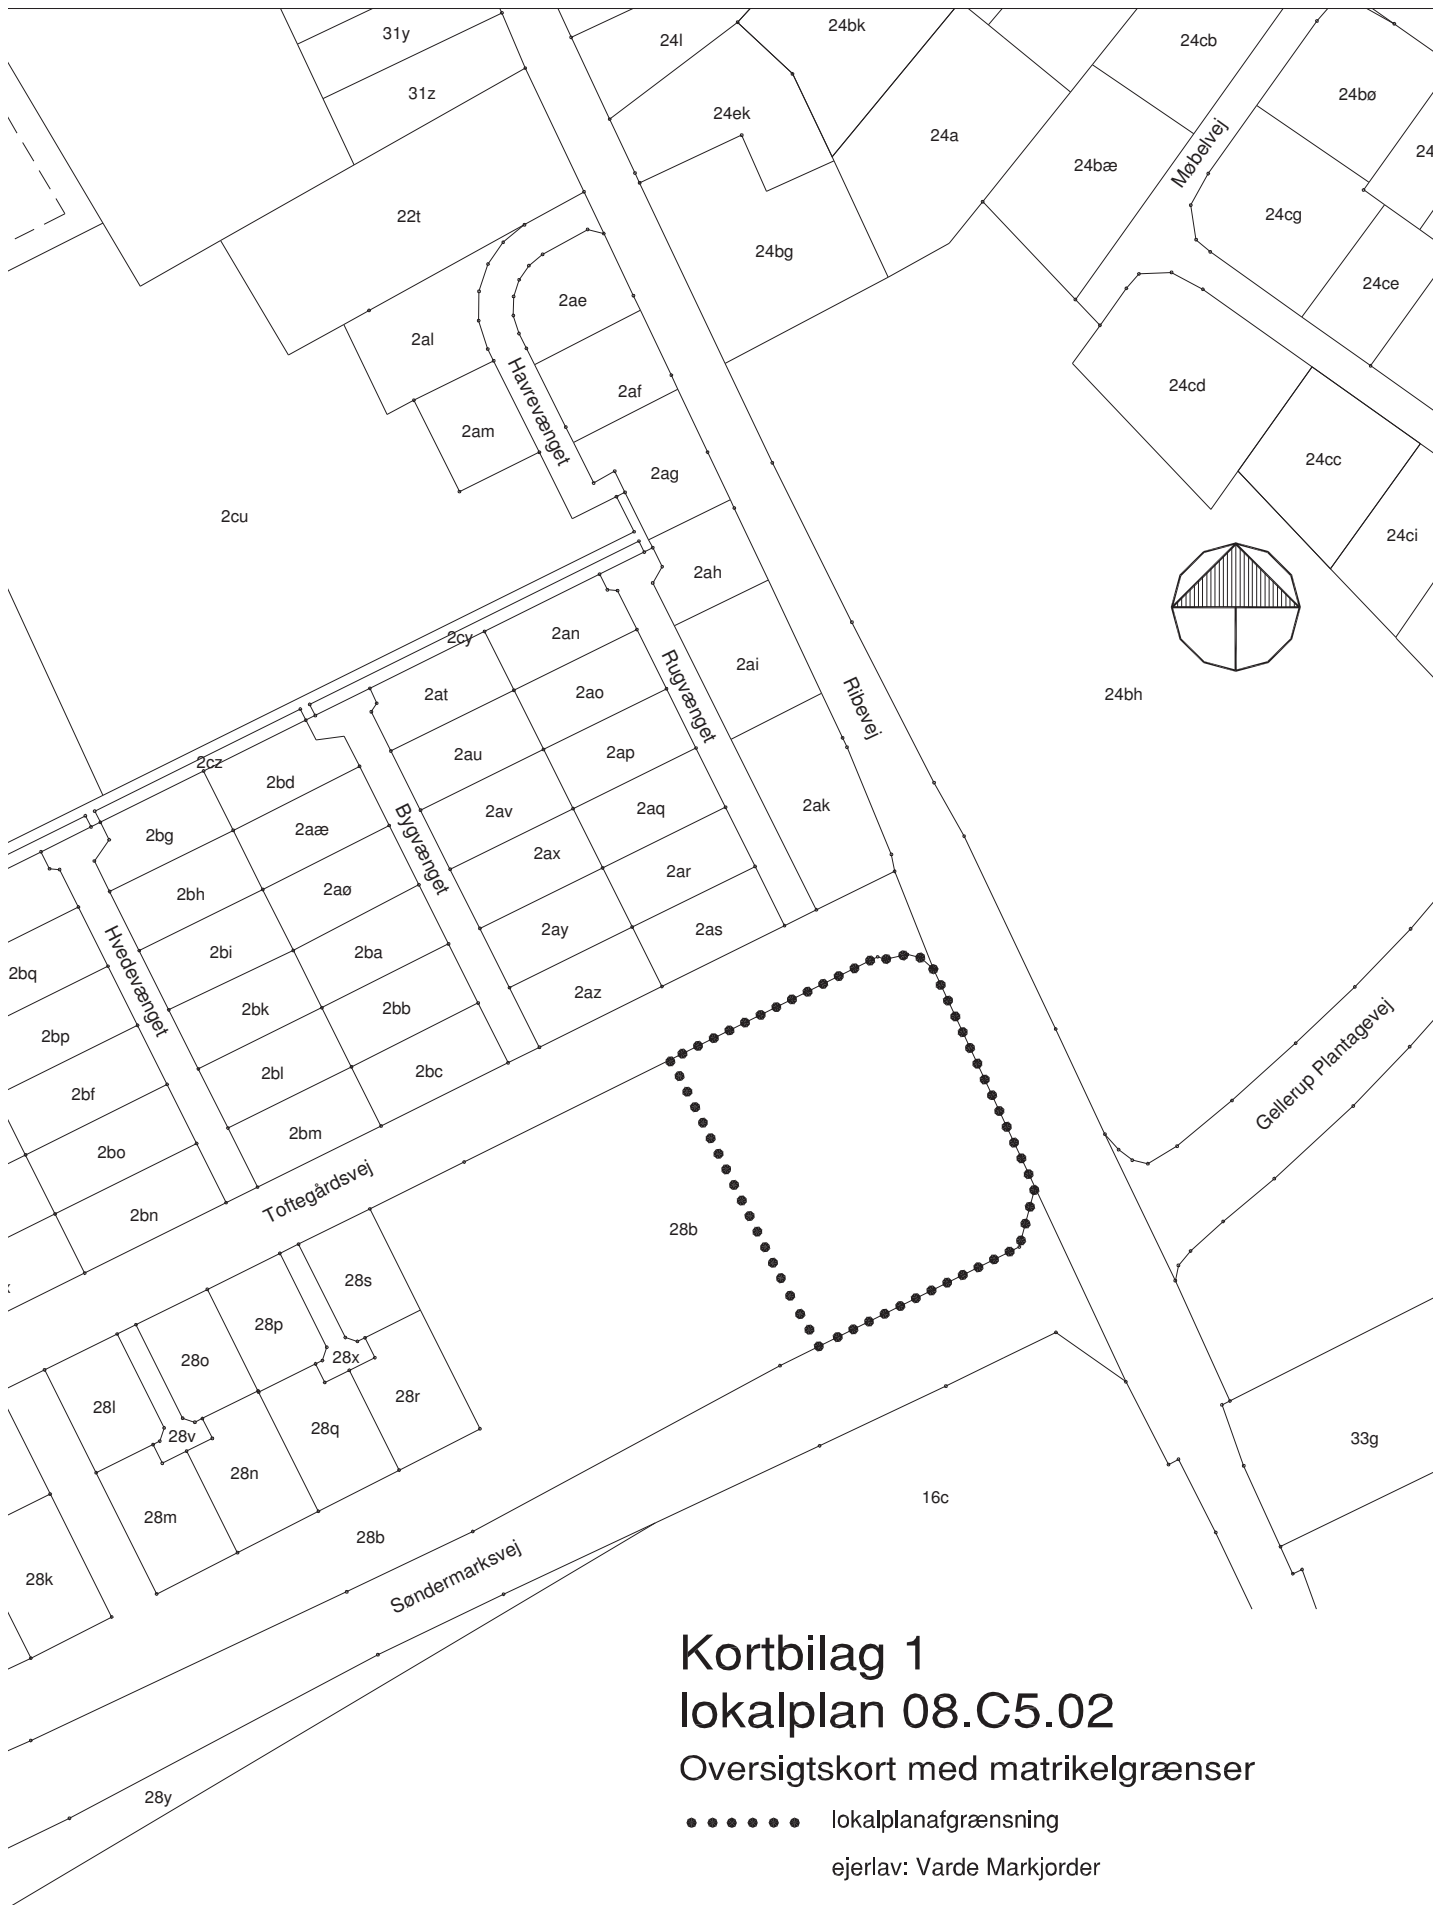 31y
24l
24bk
24cb
31z
24bø
24ek
24a
24
24bæ
Møbelvej
22t
24cg
24bg
24ce
2ae
2al
24cd
2af
Havrevænget
2am
24cc
2ag
2cu
24ci
2ah
2cy
2an
2ai
Rugvænget
2at
2ao
Ribevej
24bh
2au
2ap
2cz
2bd
2av
2aq
2ak
2bg
2aæ
Bygvænget
2ax
2ar
2bh
2aø
2ay
2as
Hvedevænget
2bi
2ba
2bq
2az
2bk
2bb
2bp
2bl
2bc
Gellerup Plantagevej
2bf
2bm
2bo
Toftegårdsvej
2bn
28b
28s
28p
28x
28o
28r
28l
28v
28q
28n
33g
16c
28m
28b
28k
Søndermarksvej
28y
Kortbilag 1
lokalplan 08.C5.02
Oversigtskort med matrikelgrænser
lokalplanafgrænsning
ejerlav: Varde Markjorder